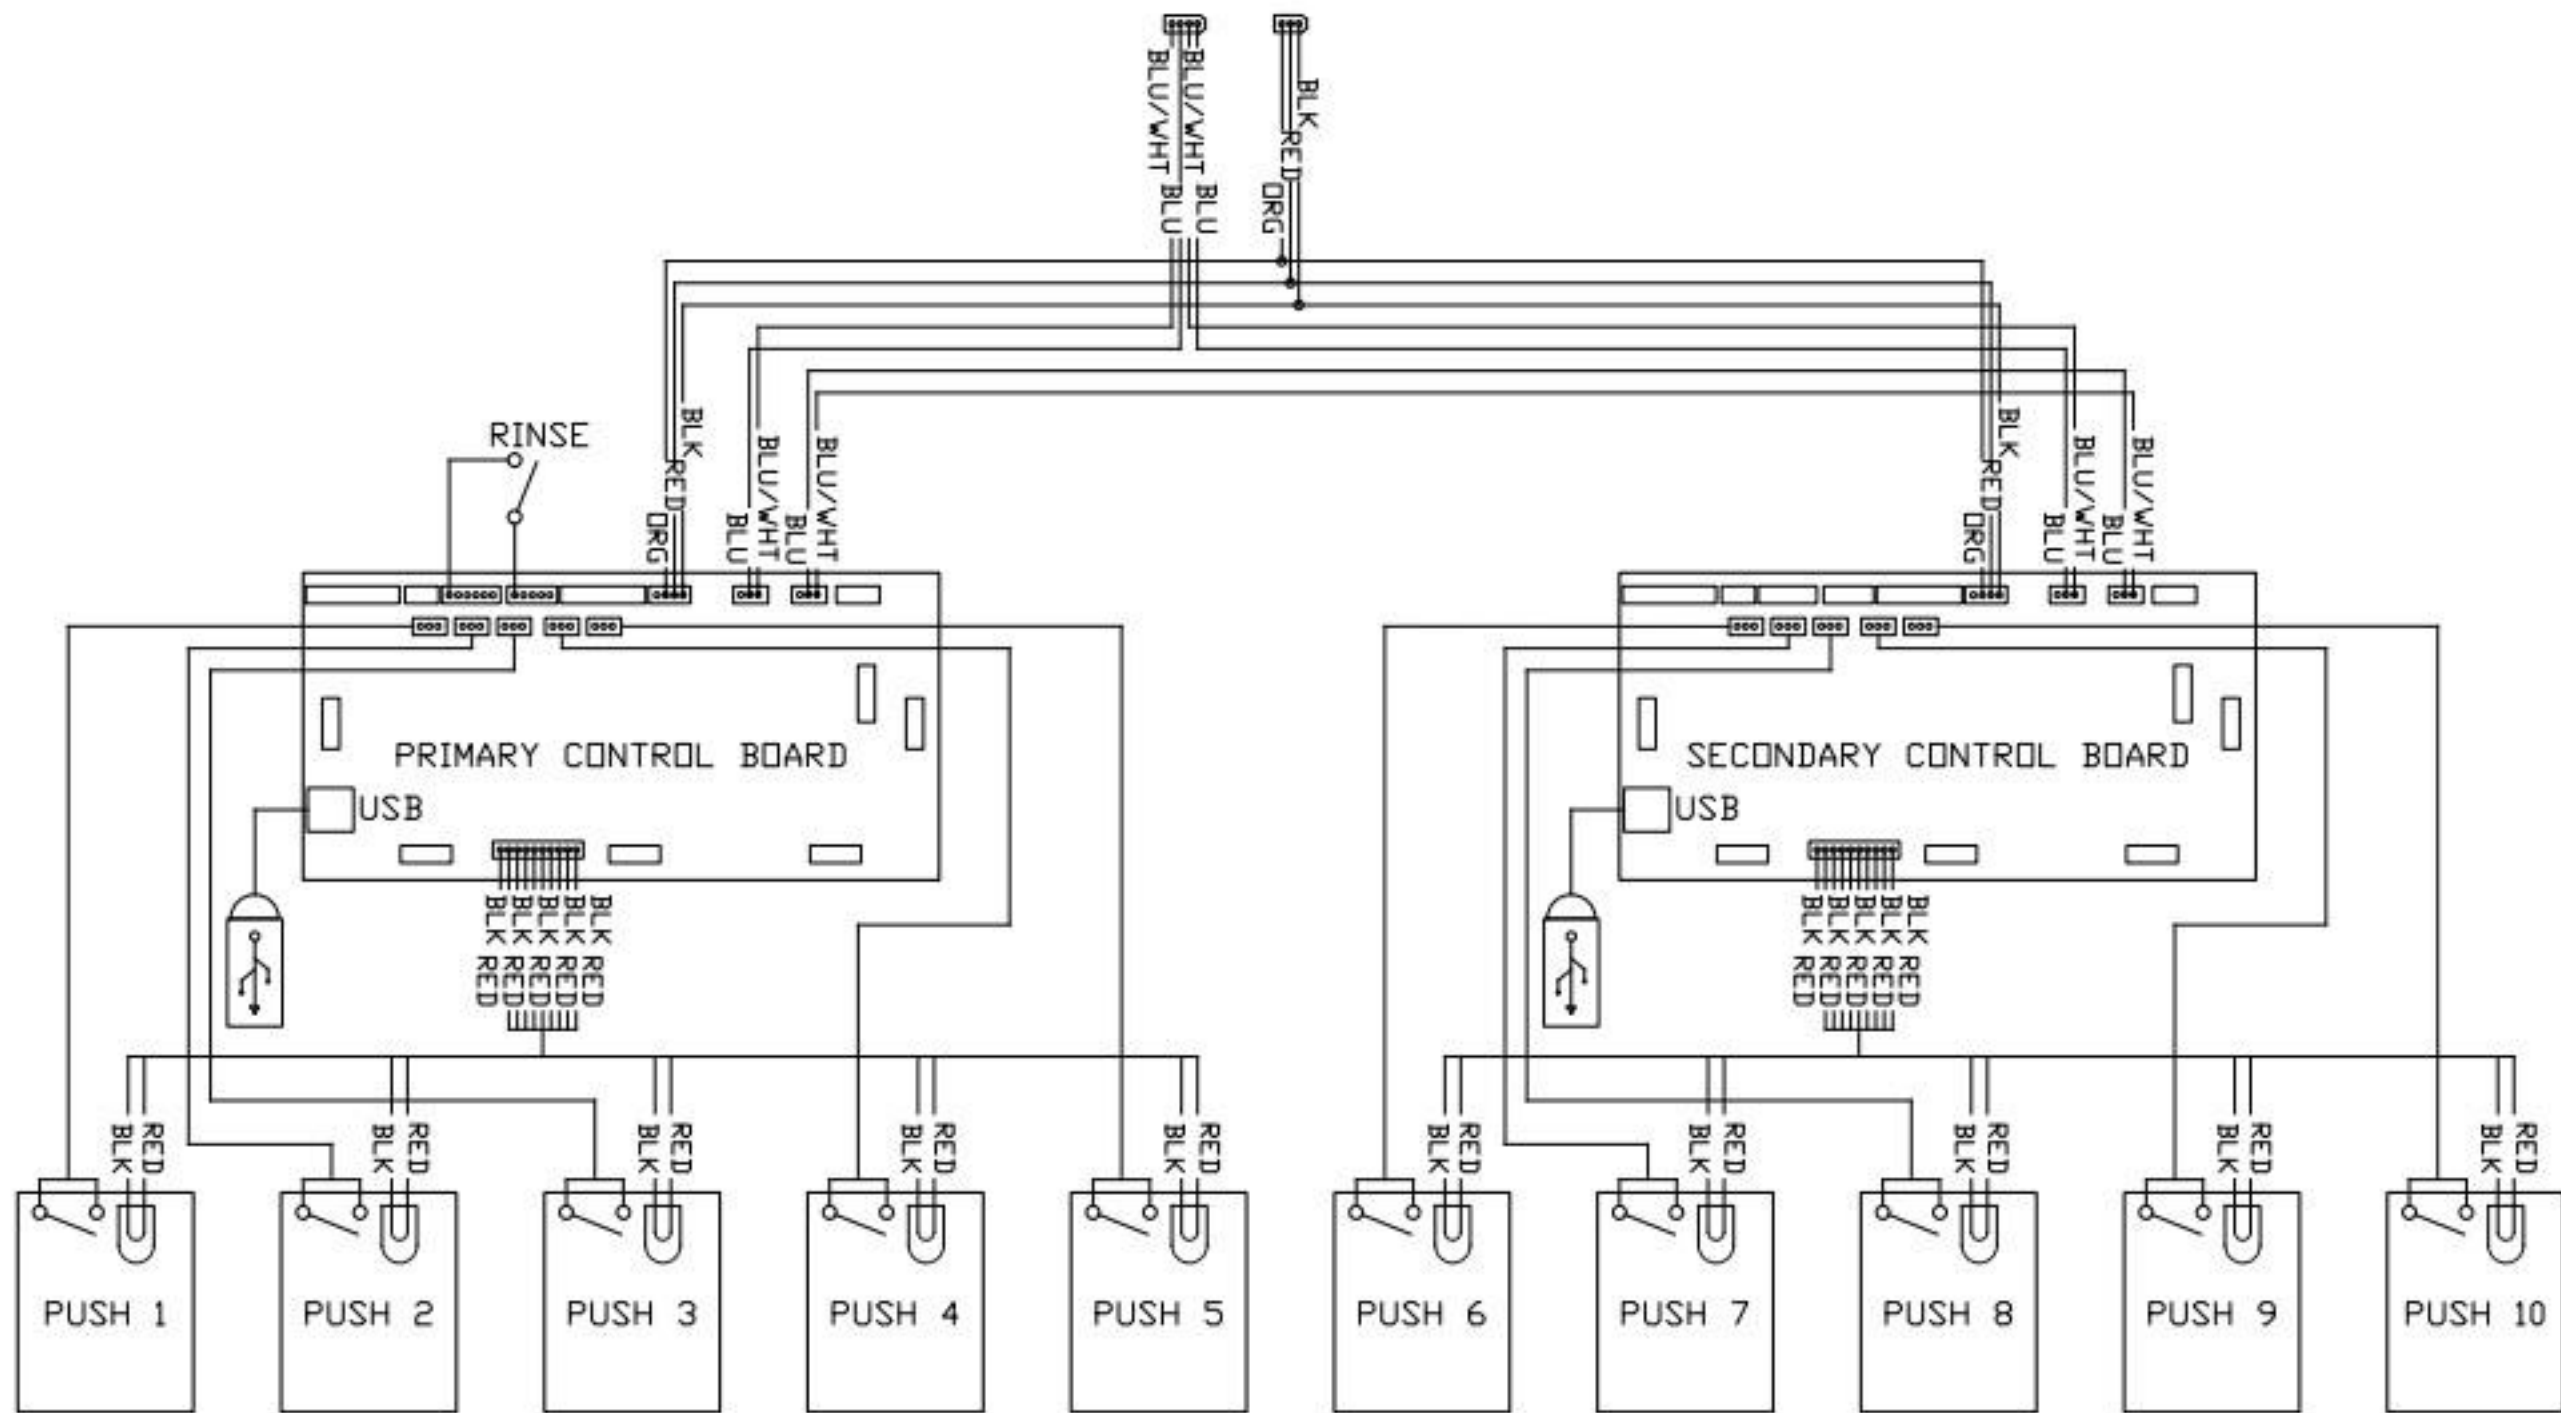 BLU/WHT
BLU/WHT
BLK
RED
BLU
BLU
ORG
RINSE
BLK
RED
ORG
BLU/WHT
BLU
BLU/WHT
BLU
BLK
RED
ORG
BLU/WHT
BLU
BLU/WHT
BLU
PRIMARY CONTROL BOARD
USB
SECONDARY CONTROL BOARD
USB
BLK BLK BLK BLK BLK
RED RED RED RED RED
BLK BLK BLK BLK BLK
RED RED RED RED RED
BLK RED
BLK RED
BLK RED
BLK RED
BLK RED
BLK RED
BLK RED
BLK RED
BLK RED
BLK RED
PUSH 1
PUSH 2
PUSH 3
PUSH 4
PUSH 5
PUSH 6
PUSH 7
PUSH 8
PUSH 9
PUSH 10